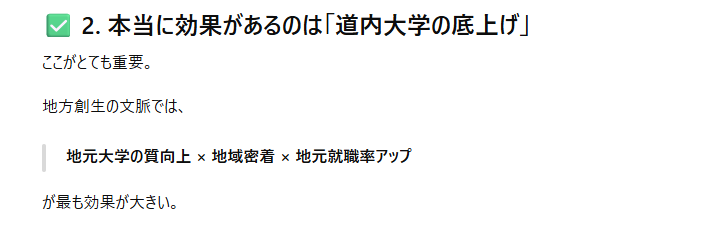 ✅ 2. 本当に効果があるのは「道内大学の底上げ」
ここがとても重要。
地方創生の文脈では、
地元大学の質向上 × 地域密着 × 地元就職率アップ
が最も効果が大きい。